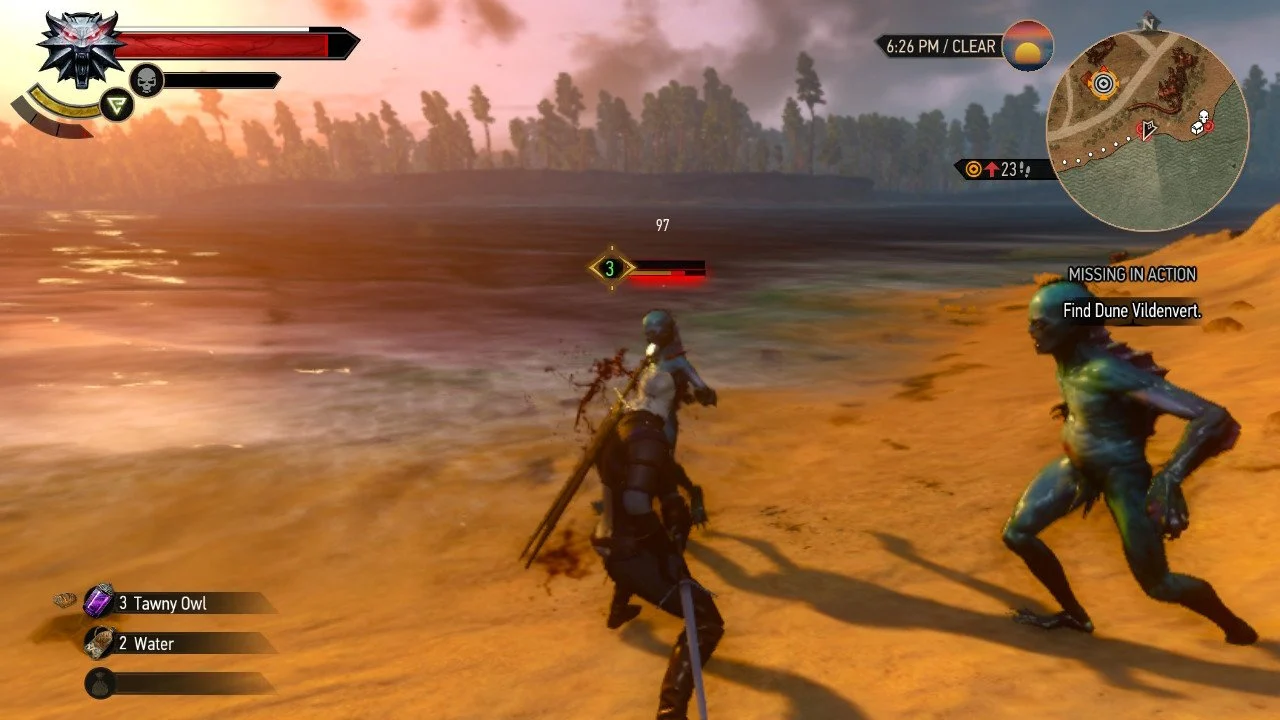 6:26 PM / CLEAR
N
23
97
3
MISSING IN ACTION
Find Dune Vildenvert.
3 Tawny Owl
2 Water